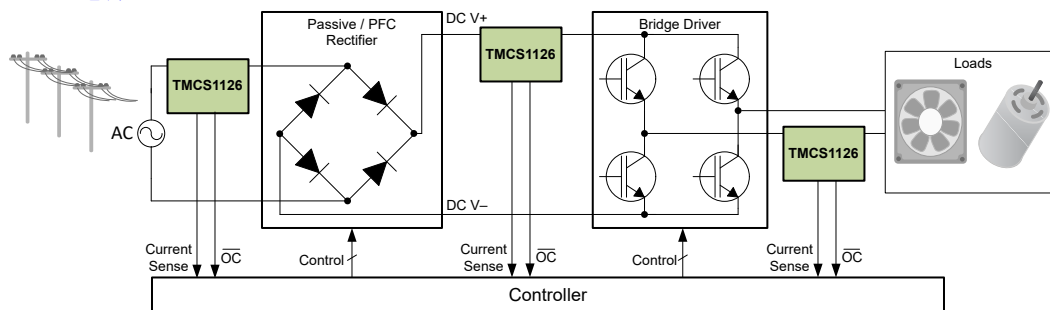 Passive / PFC
Rectifier
DC V+
Bridge Driver
TMCS1126
TMCS1126
Loads
AC
TMCS1126
DC V–
Current
Sense
OC
Control
Current
Sense
OC
Control
Current
Sense
OC
Controller